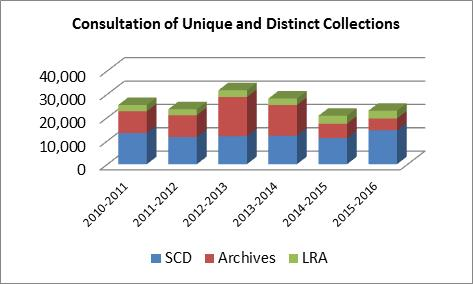 Consultation of Unique and Distinct Collections
40,000
30,000
20,000
10,000
0
2010-2011
2011-2012
2012-2013
2013-2014
2014-2015
2015-2016
SCD
Archives
LRA